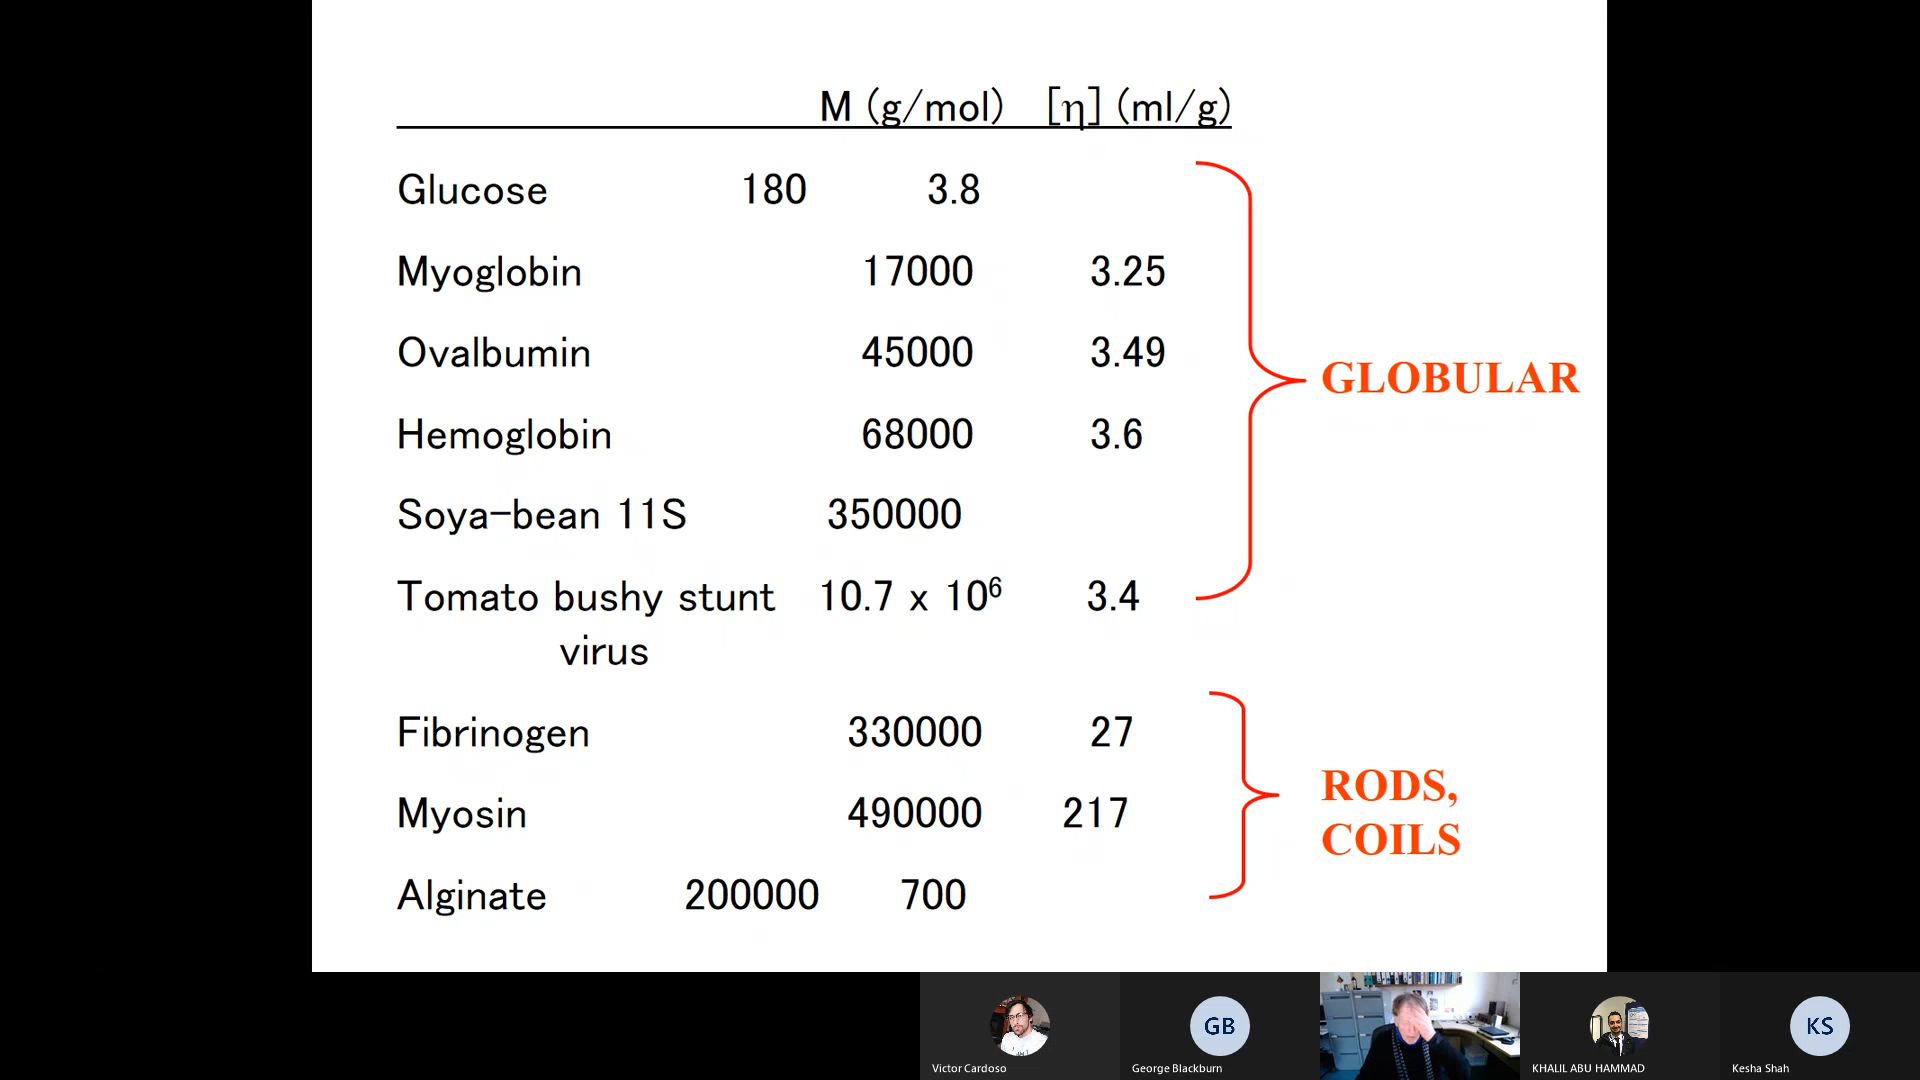 M (g/mol) [η] (ml/g)
Glucose 180 3.8
Myoglobin 17000 3.25
Ovalbumin 45000 3.49
Hemoglobin 68000 3.6
Soya-bean 11S 350000
Tomato bushy stunt 10.7 x 10⁶ 3.4
virus
Fibrinogen 330000 27
Myosin 490000 217
Alginate 200000 700
GLOBULAR
RODS,
COILS
GB
KS
Victor Cardoso
George Blackburn
KHALIL ABU HAMMAD
Kesha Shah